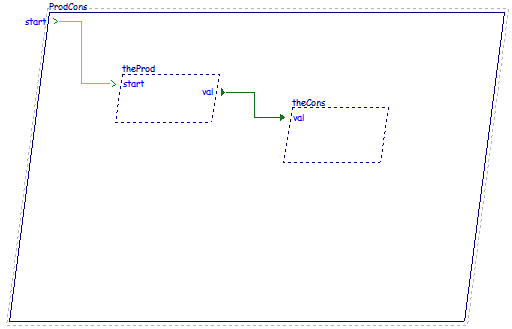 ProdCons
start
theProd
start
val
theCons
val